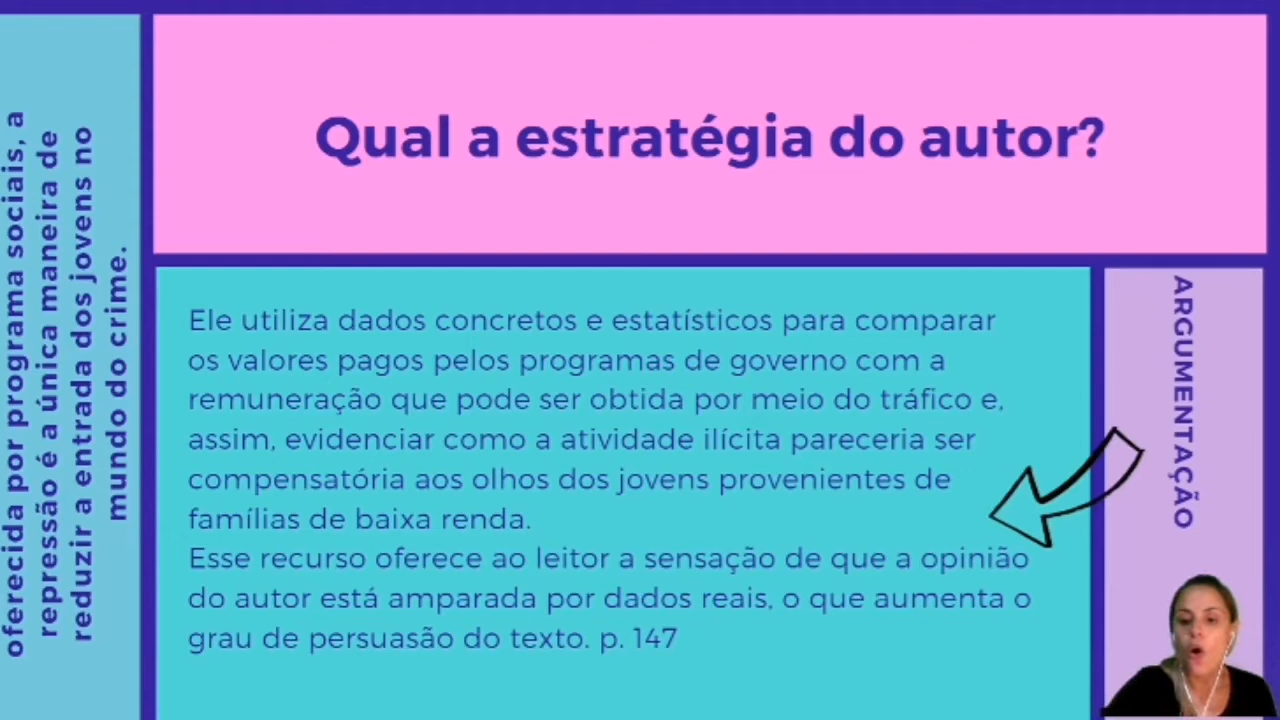 oferecida por programa sociais, a
repressão é a única maneira de
reduzir a entrada dos jovens no
mundo do crime.
Qual a estratégia do autor?
Ele utiliza dados concretos e estatísticos para comparar
os valores pagos pelos programas de governo com a
remuneração que pode ser obtida por meio do tráfico e,
assim, evidenciar como a atividade ilícita pareceria ser
compensatória aos olhos dos jovens provenientes de
famílias de baixa renda.
Esse recurso oferece ao leitor a sensação de que a opinião
do autor está amparada por dados reais, o que aumenta o
grau de persuasão do texto. p. 147
ARGUMENTAÇÃO